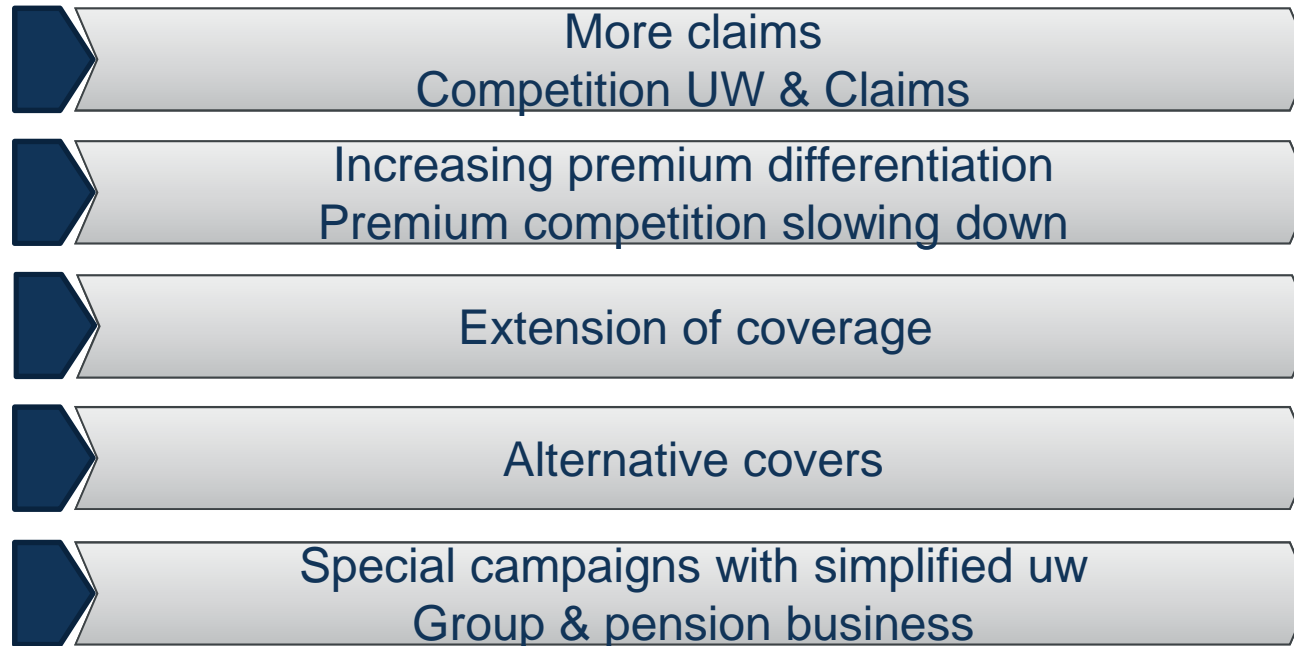 More claims
Competition UW & Claims
Increasing premium differentiation
Premium competition slowing down
Extension of coverage
Alternative covers
Special campaigns with simplified uw
Group & pension business